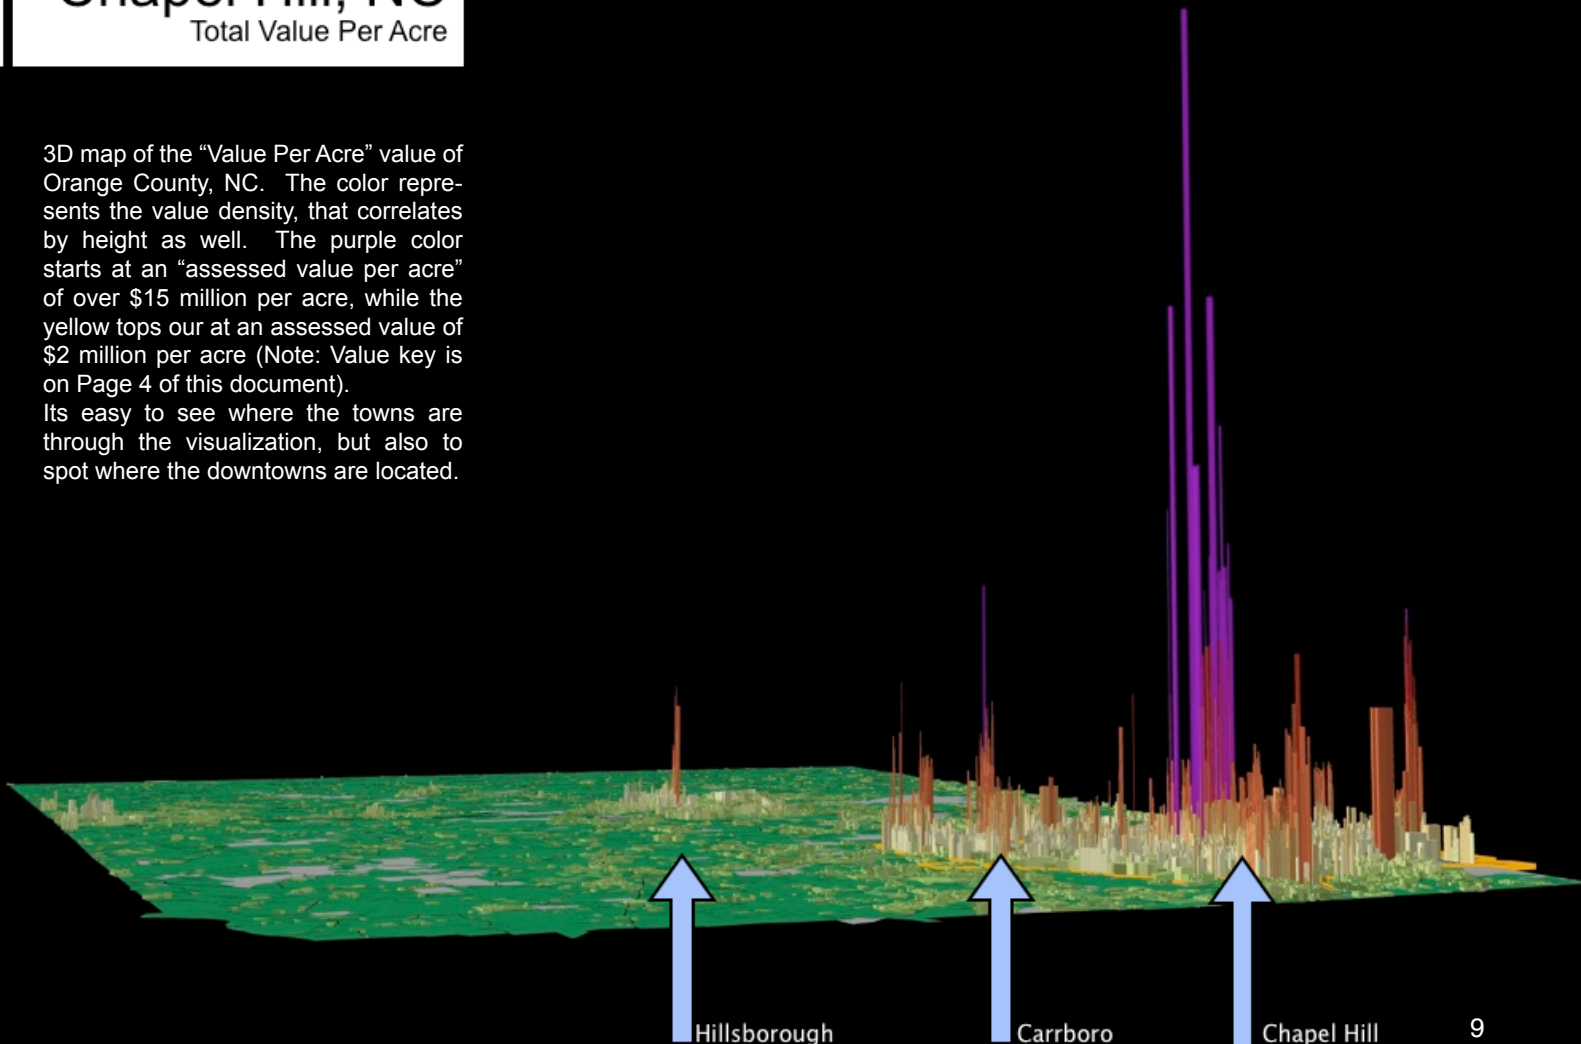 Chapel Hill, NC
Total Value Per Acre
3D map of the “Value Per Acre” value of
Orange County, NC. The color repre-
sents the value density, that correlates
by height as well. The purple color
starts at an “assessed value per acre”
of over $15 million per acre, while the
yellow tops our at an assessed value of
$2 million per acre (Note: Value key is
on Page 4 of this document).
Its easy to see where the towns are
through the visualization, but also to
spot where the downtowns are located.
Hillsborough
Carrboro
Chapel Hill
9